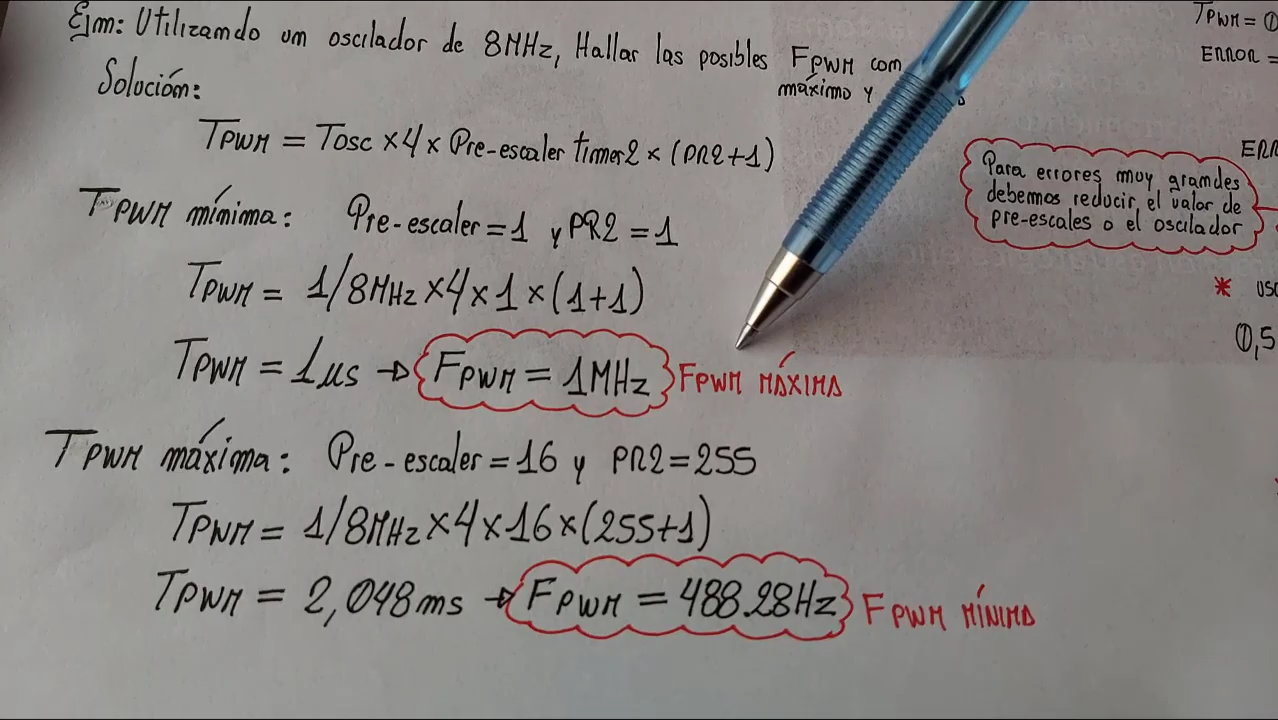 Ejm: Utilizando un oscilador de 8MHz, Hallar las posibles FPWM com
máximo y
Solución:
TPWM = Tosc ×4× Pre-escaler timer2 × (PR2+1)
TPWM mínima: Pre-escaler = 1 y PR2 = 1
TPWM = 1/8MHz ×4×1×(1+1)
TPWM = 1µs → FPWM = 1MHz FPWM MÁXIMA
TPWM máxima: Pre-escaler = 16 y PR2=255
TPWM = 1/8MHz×4×16×(255+1)
TPWM = 2,048ms → FPWM = 488.28Hz FPWM MÍNIMA
TPWM =
ERROR =
Para errores muy grandes
debemos reducir el valor de
pre-escales o el oscilador
*
0,5